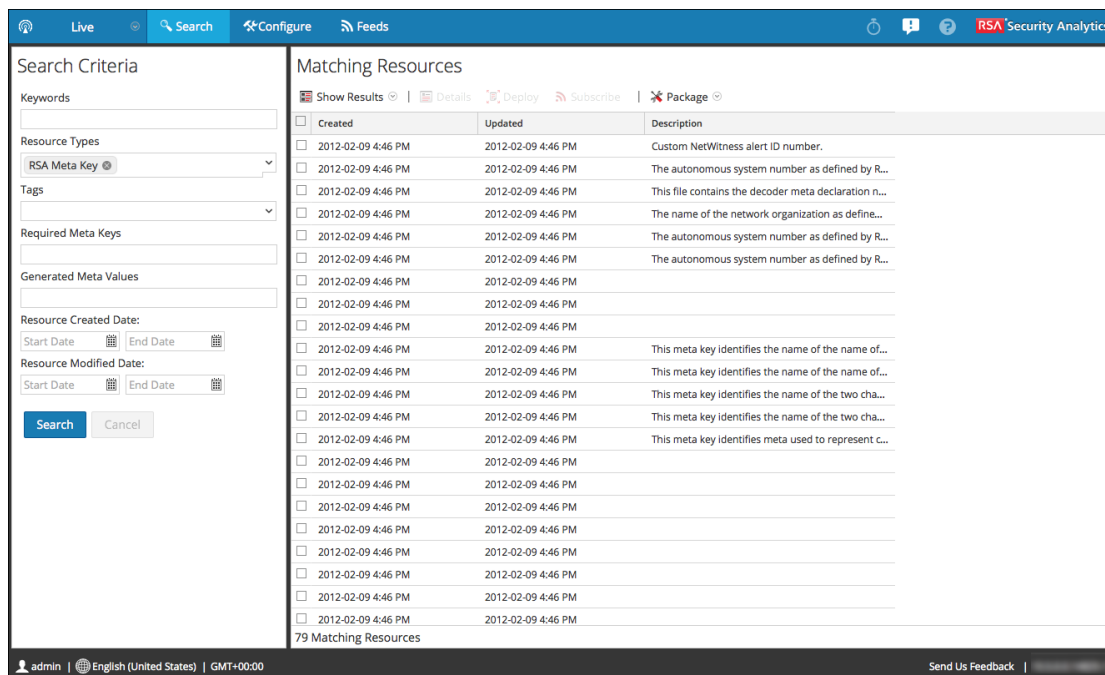 Live Search Configure Feeds RSA Security Analytics
Search Criteria
Keywords
Resource Types
RSA Meta Key
Tags
Required Meta Keys
Generated Meta Values
Resource Created Date:
Start Date End Date
Resource Modified Date:
Start Date End Date
Search Cancel
Matching Resources
Show Results | Details Deploy Subscribe | Package
Created Updated Description
2012-02-09 4:46 PM 2012-02-09 4:46 PM Custom NetWitness alert ID number.
2012-02-09 4:46 PM 2012-02-09 4:46 PM The autonomous system number as defined by R...
2012-02-09 4:46 PM 2012-02-09 4:46 PM This file contains the decoder meta declaration n...
2012-02-09 4:46 PM 2012-02-09 4:46 PM The name of the network organization as define...
2012-02-09 4:46 PM 2012-02-09 4:46 PM The autonomous system number as defined by R...
2012-02-09 4:46 PM 2012-02-09 4:46 PM The autonomous system number as defined by R...
2012-02-09 4:46 PM 2012-02-09 4:46 PM
2012-02-09 4:46 PM 2012-02-09 4:46 PM
2012-02-09 4:46 PM 2012-02-09 4:46 PM
2012-02-09 4:46 PM 2012-02-09 4:46 PM This meta key identifies the name of the name of...
2012-02-09 4:46 PM 2012-02-09 4:46 PM This meta key identifies the name of the name of...
2012-02-09 4:46 PM 2012-02-09 4:46 PM This meta key identifies the name of the two cha...
2012-02-09 4:46 PM 2012-02-09 4:46 PM This meta key identifies the name of the two cha...
2012-02-09 4:46 PM 2012-02-09 4:46 PM This meta key identifies meta used to represent c...
2012-02-09 4:46 PM 2012-02-09 4:46 PM
2012-02-09 4:46 PM 2012-02-09 4:46 PM
2012-02-09 4:46 PM 2012-02-09 4:46 PM
2012-02-09 4:46 PM 2012-02-09 4:46 PM
2012-02-09 4:46 PM 2012-02-09 4:46 PM
2012-02-09 4:46 PM 2012-02-09 4:46 PM
2012-02-09 4:46 PM 2012-02-09 4:46 PM
2012-02-09 4:46 PM 2012-02-09 4:46 PM
79 Matching Resources
admin | English (United States) | GMT+00:00 Send Us Feedback |